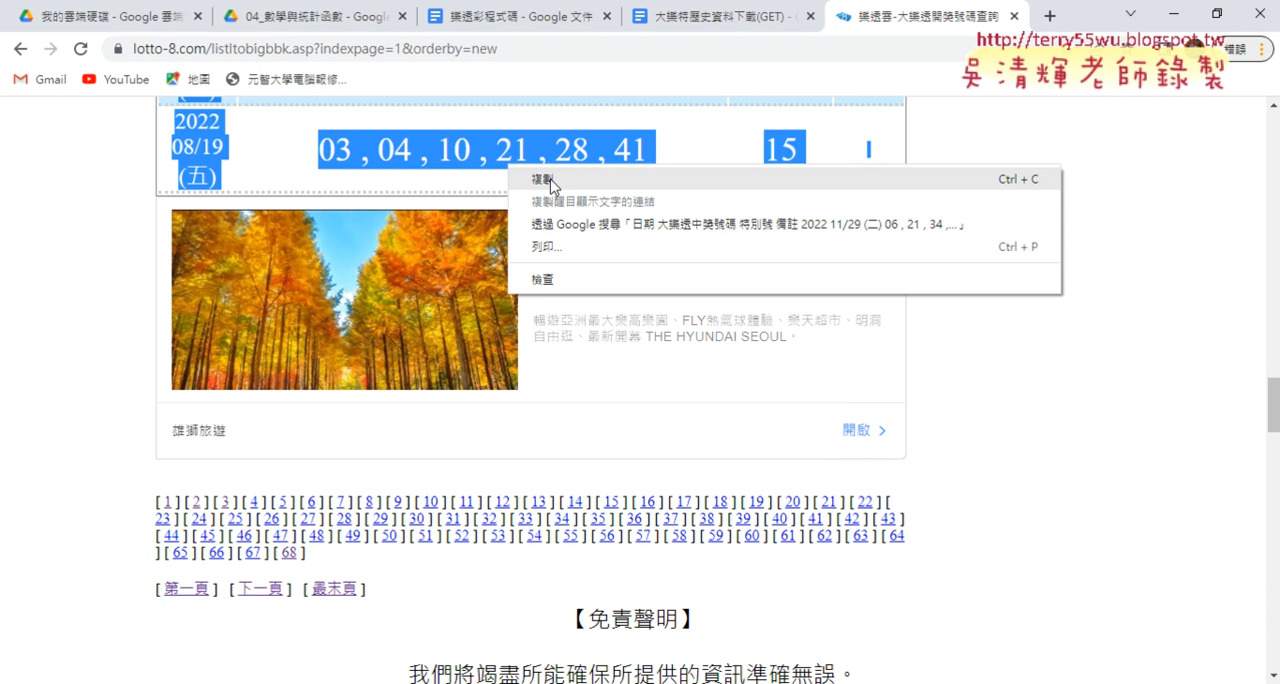 我的雲端硬碟 - Google 雲端
04_數學與統計函數 - Google
樂透彩程式碼 - Google 文件
大樂特歷史資料下載(GET) -
樂透雲-大樂透開獎號碼查詢
lotto-8.com/listltobigbbk.asp?indexpage=1&orderby=new
錯誤
http://terry55wu.blogspot.tw
吳清輝老師錄製
Gmail
YouTube
地圖
元智大學電腦報修...
2022
08/19
(五)
03 , 04 , 10 , 21 , 28 , 41
15
複製
Ctrl + C
複製醒目顯示文字的連結
透過 Google 搜尋「日期 大樂透中獎號碼 特別號 備註 2022 11/29 (二) 06 , 21 , 34 ,...」
列印...
Ctrl + P
檢查
暢遊亞洲最大樂高樂園、FLY熱氣球體驗、樂天超市、明洞
自由逛、最新開幕 THE HYUNDAI SEOUL。
雄獅旅遊
開啟
[ 1 ] [ 2 ] [ 3 ] [ 4 ] [ 5 ] [ 6 ] [ 7 ] [ 8 ] [ 9 ] [ 10 ] [ 11 ] [ 12 ] [ 13 ] [ 14 ] [ 15 ] [ 16 ] [ 17 ] [ 18 ] [ 19 ] [ 20 ] [ 21 ] [ 22 ] [
23 ] [ 24 ] [ 25 ] [ 26 ] [ 27 ] [ 28 ] [ 29 ] [ 30 ] [ 31 ] [ 32 ] [ 33 ] [ 34 ] [ 35 ] [ 36 ] [ 37 ] [ 38 ] [ 39 ] [ 40 ] [ 41 ] [ 42 ] [ 43 ]
[ 44 ] [ 45 ] [ 46 ] [ 47 ] [ 48 ] [ 49 ] [ 50 ] [ 51 ] [ 52 ] [ 53 ] [ 54 ] [ 55 ] [ 56 ] [ 57 ] [ 58 ] [ 59 ] [ 60 ] [ 61 ] [ 62 ] [ 63 ] [ 64
] [ 65 ] [ 66 ] [ 67 ] [ 68 ]
[ 第一頁 ] [ 下一頁 ] [ 最末頁 ]
【免責聲明】
我們將竭盡所能確保所提供的資訊準確無誤。